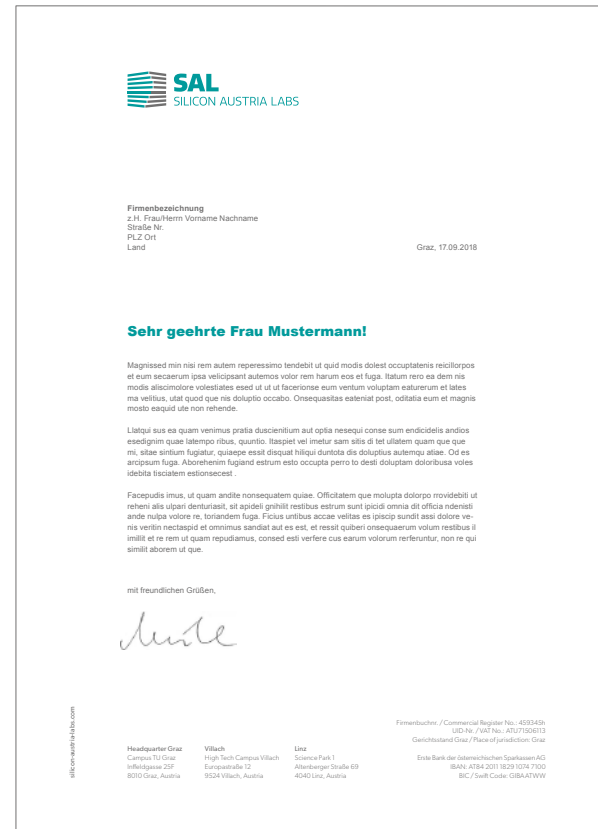 SAL
SILICON AUSTRIA LABS
Firmenbezeichnung
z.H. Frau/Herrn Vorname Nachname
Straße Nr.
PLZ Ort
Land
Graz, 17.09.2018
Sehr geehrte Frau Mustermann!
Magnissed min nisi rem autem reperessimo tendebit ut quid modis dolest occuptatenis reicillorpos
et eum secaerum ipsa velicipsant autemos volor rem harum eos et fuga. Itatum rero ea dem nis
modis aliscimolore volestiates esed ut ut ut facerionse eum ventum voluptam eaturerum et lates
ma velitius, utat quod que nis doluptio occabo. Onsequasitas eateniat post, oditatia eum et magnis
mosto eaquid ute non rehende.
Llatqui sus ea quam venimus pratia duscienitium aut optia nesequi conse sum endicidelis andios
esedignim quae latempo ribus, quuntio. Itaspiet vel imetur sam sitis di tet ullatem quam que que
mi, sitae sintium fugiatur, quiaepe essit disquat hiliqui duntota dis doluptius autemqu atiae. Od es
arcipsum fuga. Aborehenim fugiand estrum esto occupta perro to desti doluptam doloribusa voles
idebita tisciatem estionsecest .
Facepudis imus, ut quam andite nonsequatem quiae. Officitatem que molupta dolorpo rrovidebiti ut
reheni alis ulpari denturiasit, sit apideli gnihilit restibus estrum sunt ipicidi omnia dit officia ndenisti
ande nulpa volore re, toriandem fuga. Ficius untibus accae velitas es ipiscip sundit assi dolore ve-
nis veritin nectaspid et omnimus sandiat aut es est, et ressit quiberi onsequaerum volum restibus il
imillit et re rem ut quam repudiamus, consed esti verfere cus earum volorum rerferuntur, non re qui
similit aborem ut que.
mit freundlichen Grüßen,
silicon-austria-labs.com
Firmenbuchnr. / Commercial Register No.: 459345h
UID-Nr. / VAT No.: ATU71506113
Gerichtsstand Graz / Place of jurisdiction: Graz
Headquarter Graz
Campus TU Graz
Inffeldgasse 25F
8010 Graz, Austria
Villach
High Tech Campus Villach
Europastraße 12
9524 Villach, Austria
Linz
Science Park 1
Altenberger Straße 69
4040 Linz, Austria
Erste Bank der österreichischen Sparkassen AG
IBAN: AT84 2011 1829 1074 7100
BIC / Swift Code: GIBAATWW